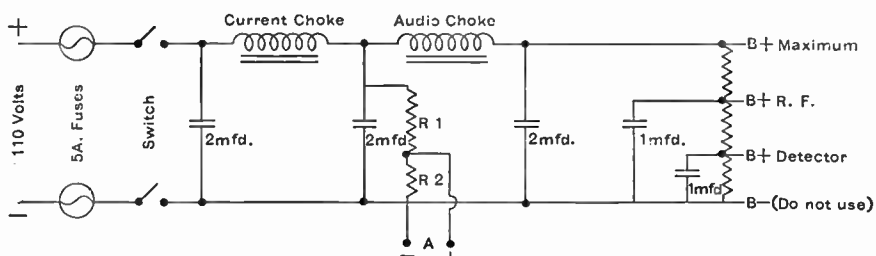 Current Choke
Audio Choke
+
110 Volts
−
5A. Fuses
Switch
2mfd.
2mfd
R 1
R 2
2mfd.
1mfd.
1mfd
B+ Maximum
B+ R. F.
B+ Detector
B−(Do not use)
A
− +